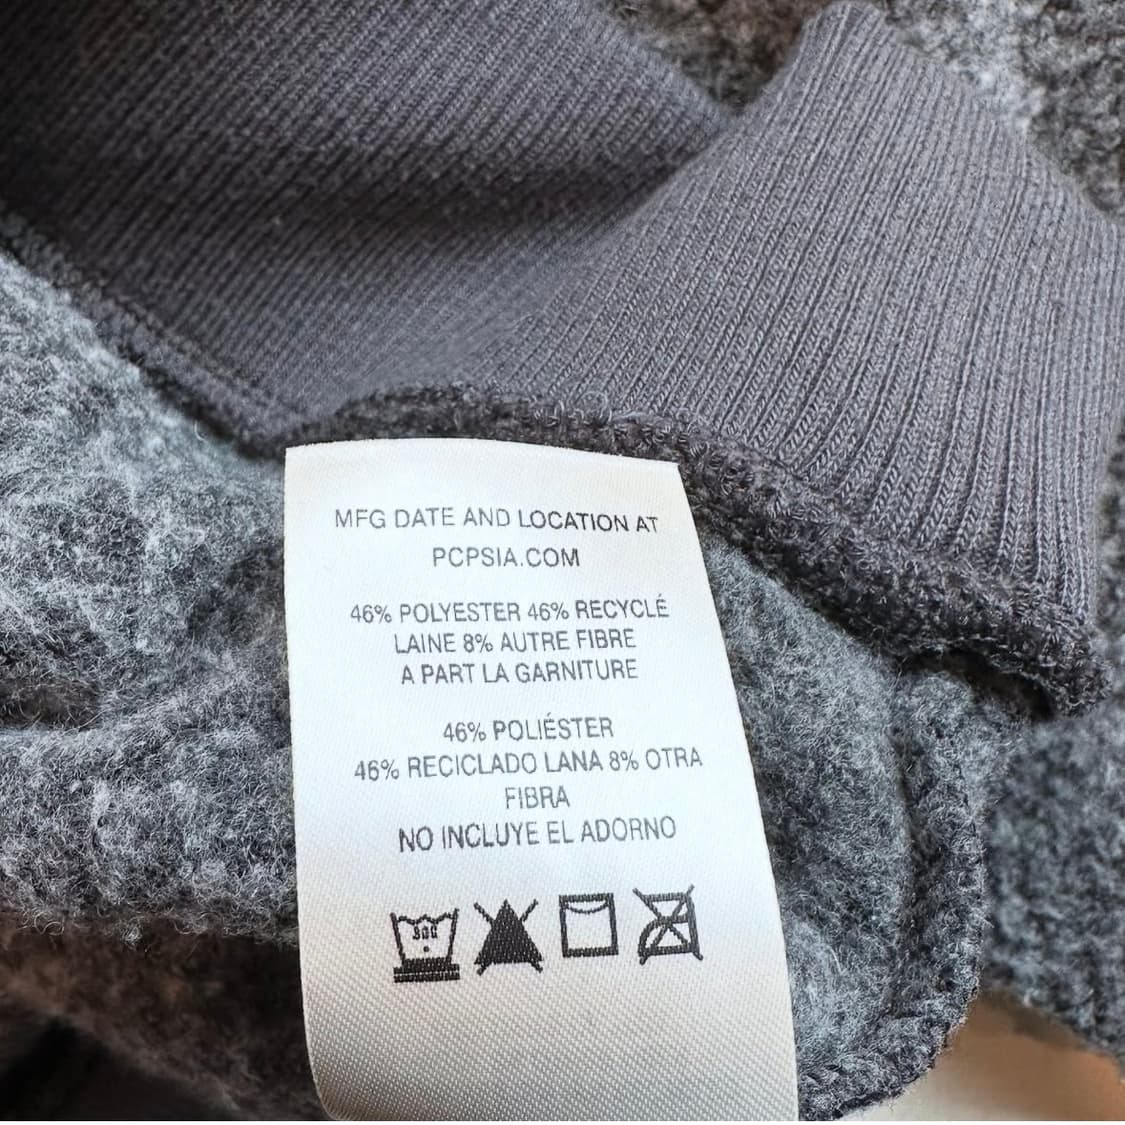 MFG DATE AND LOCATION AT
PCPSIA.COM
46% POLYESTER 46% RECYCLÉ
LAINE 8% AUTRE FIBRE
A PART LA GARNITURE
46% POLIÉSTER
46% RECICLADO LANA 8% OTRA
FIBRA
NO INCLUYE EL ADORNO